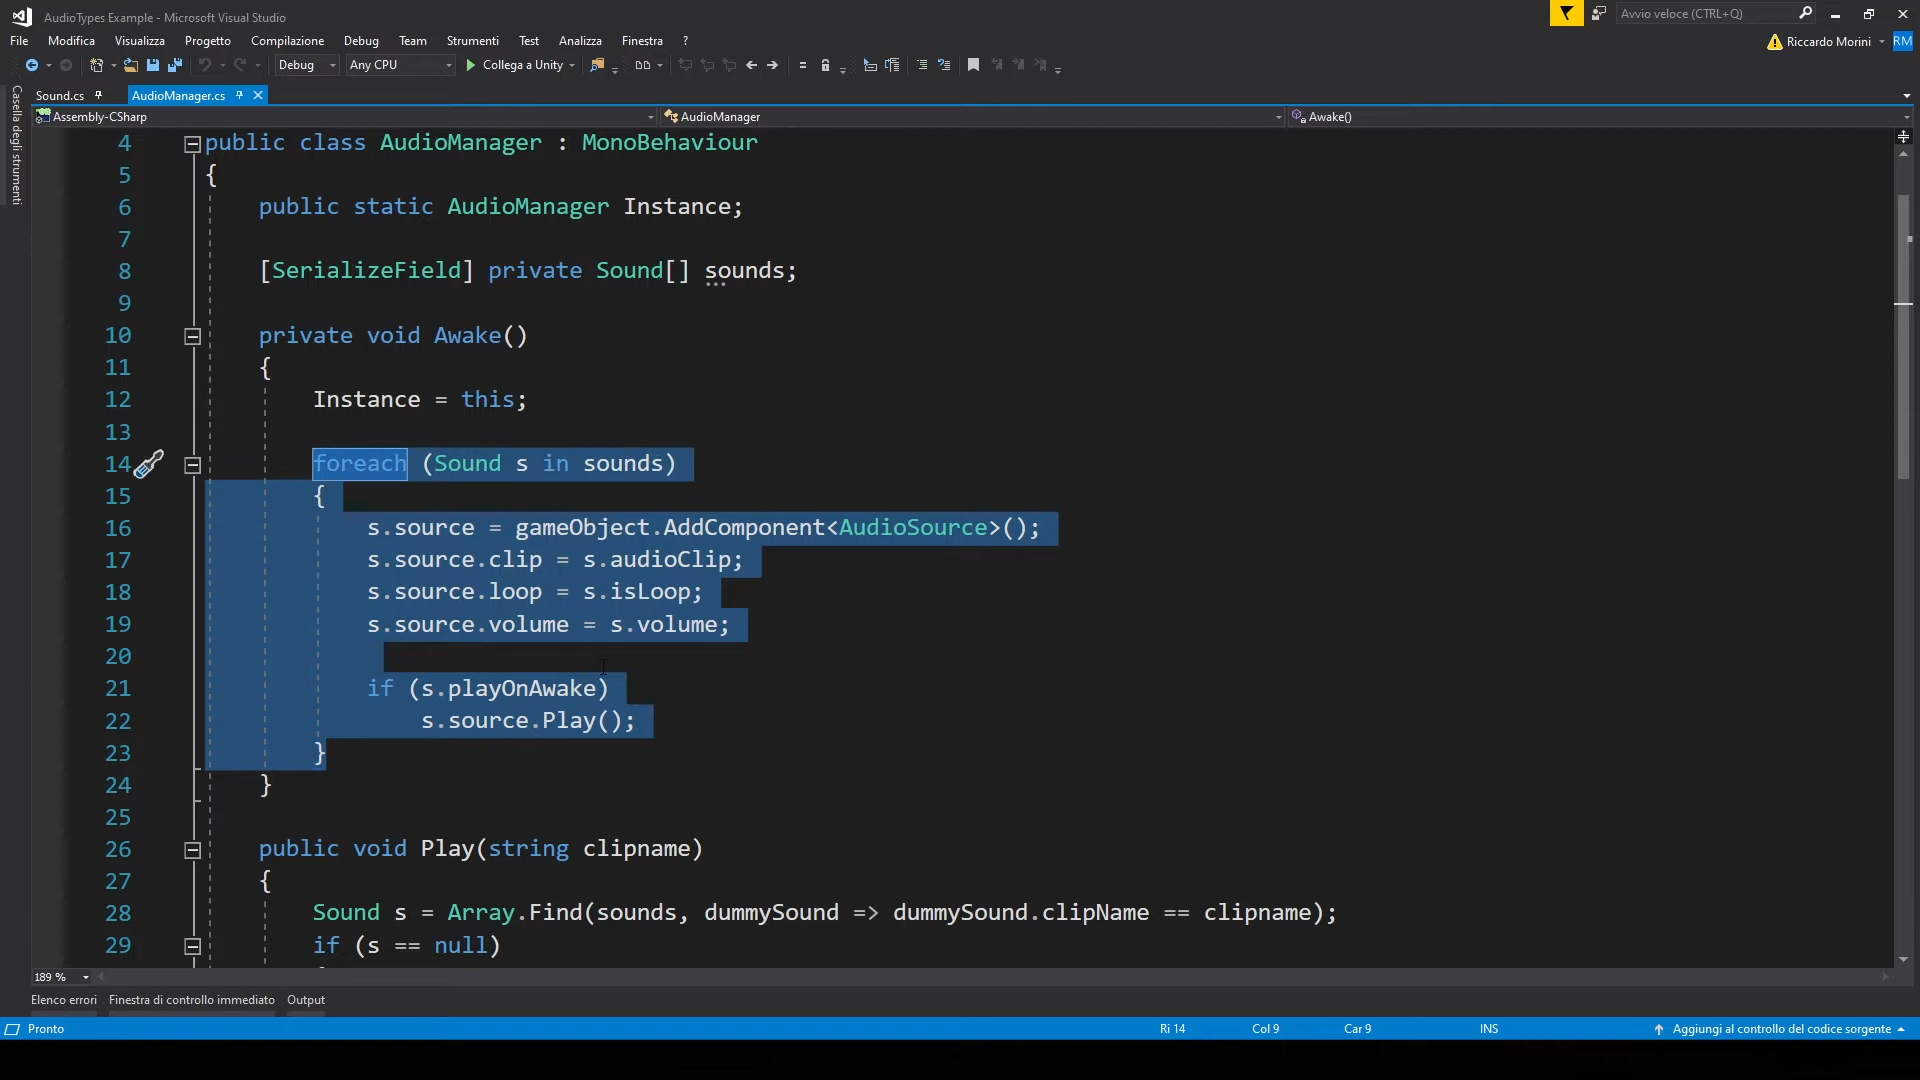 AudioTypes Example - Microsoft Visual Studio
Avvio veloce (CTRL+Q)
File Modifica Visualizza Progetto Compilazione Debug Team Strumenti Test Analizza Finestra ?
Riccardo Morini RM
Debug Any CPU Collega a Unity
Casella degli strumenti
Sound.cs AudioManager.cs
Assembly-CSharp AudioManager Awake()
4 public class AudioManager : MonoBehaviour
5 {
6 public static AudioManager Instance;
7
8 [SerializeField] private Sound[] sounds;
9
10 private void Awake()
11 {
12 Instance = this;
13
14 foreach (Sound s in sounds)
15 {
16 s.source = gameObject.AddComponent<AudioSource>();
17 s.source.clip = s.audioClip;
18 s.source.loop = s.isLoop;
19 s.source.volume = s.volume;
20
21 if (s.playOnAwake)
22 s.source.Play();
23 }
24 }
25
26 public void Play(string clipname)
27 {
28 Sound s = Array.Find(sounds, dummySound => dummySound.clipName == clipname);
29 if (s == null)
189 %
Elenco errori Finestra di controllo immediato Output
Pronto Ri 14 Col 9 Car 9 INS Aggiungi al controllo del codice sorgente